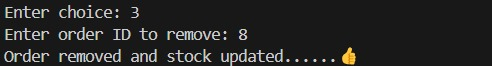 Enter choice: 3
Enter order ID to remove: 8
Order removed and stock updated......👍